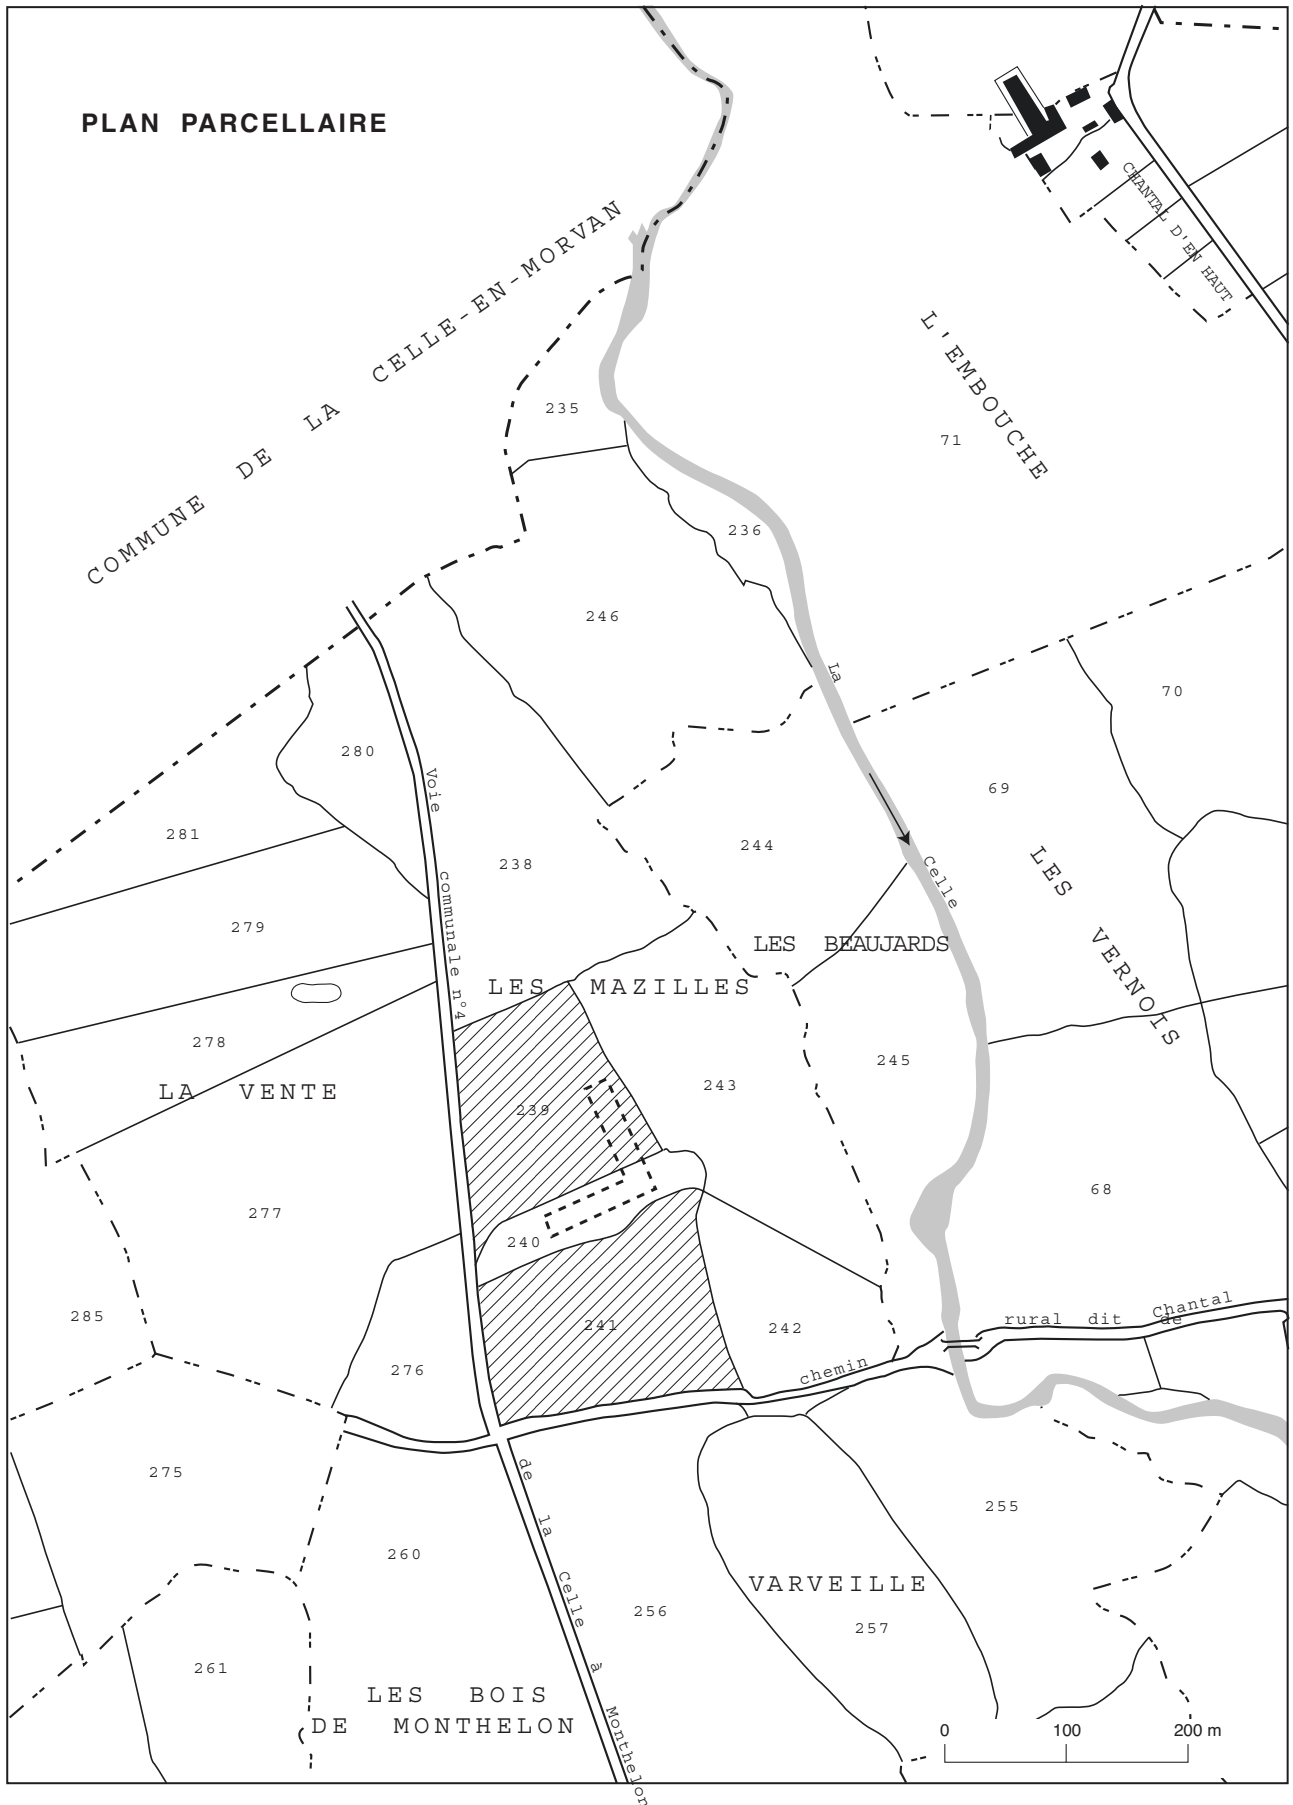 PLAN PARCELLAIRE
COMMUNE DE LA CELLE-EN-MORVAN
CHANTAL D'EN HAUT
L'EMBOUCHE
235
71
236
246
La
70
280
Voie
69
281
244
238
communale n°4
Celle
LES VERNOIS
279
LES BEAUJARDS
LES MAZILLES
278
245
LA VENTE
243
239
68
277
240
285
241
242
rural dit de Chantal
276
chemin
275
de la Celle à Monthelon
255
260
VARVEILLE
256
257
261
LES BOIS
DE MONTHELON
0 100 200 m